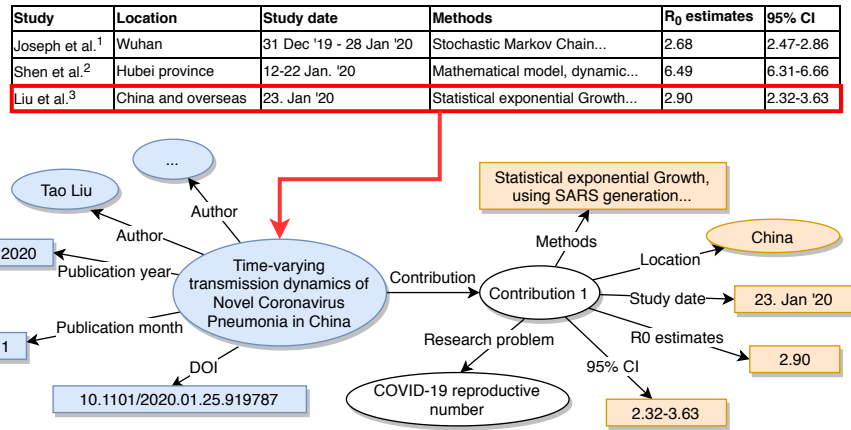 Study Location Study date Methods R0 estimates 95% CI
Joseph et al.1 Wuhan 31 Dec '19 - 28 Jan '20 Stochastic Markov Chain... 2.68 2.47-2.86
Shen et al.2 Hubei province 12-22 Jan. '20 Mathematical model, dynamic... 6.49 6.31-6.66
Liu et al.3 China and overseas 23. Jan '20 Statistical exponential Growth... 2.90 2.32-3.63
...
Tao Liu
Author
Author
2020
Publication year
Publication month
1
DOI
10.1101/2020.01.25.919787
Time-varying
transmission dynamics of
Novel Coronavirus
Pneumonia in China
Contribution
Contribution 1
Methods
Statistical exponential Growth,
using SARS generation...
Location
China
Study date
23. Jan '20
R0 estimates
2.90
95% CI
2.32-3.63
Research problem
COVID-19 reproductive
number